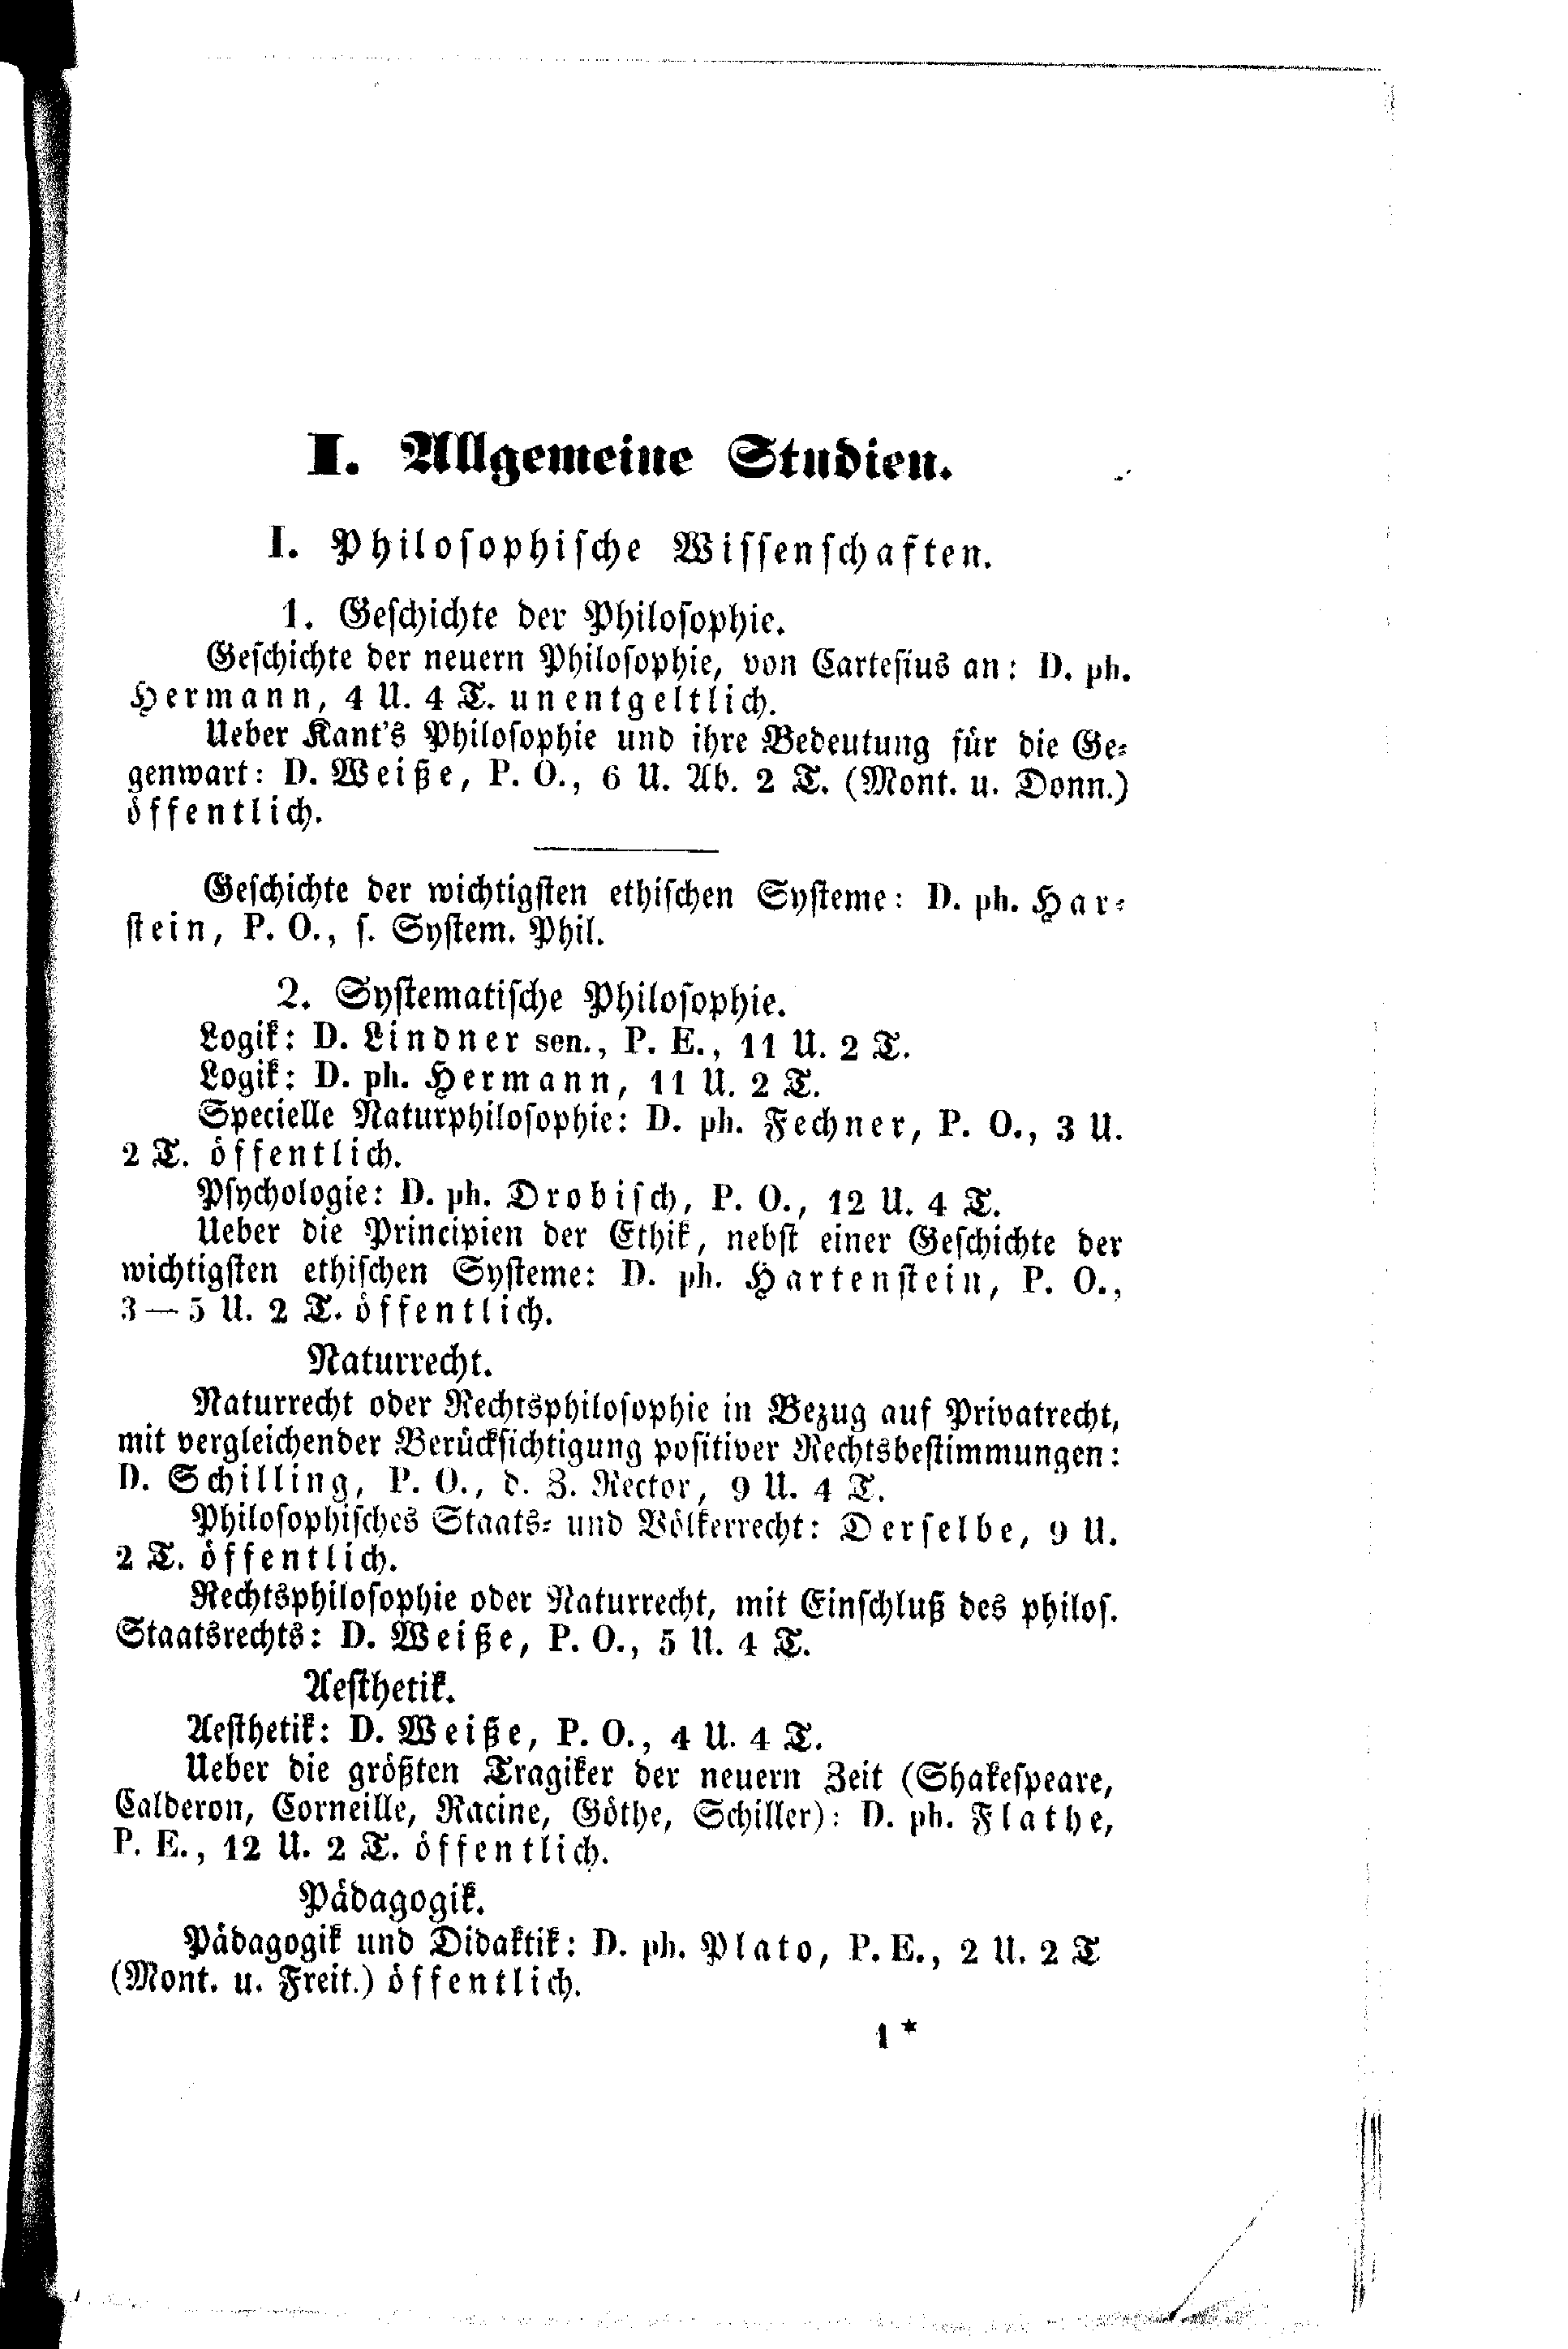 I. Allgemeine Studien.
I. Philosophische Wissenschaften.
1. Geschichte der Philosophie.
Geschichte der neuern Philosophie, von Cartesius an: D. ph.
Hermann, 4 U. 4 T. unentgeltlich.
Ueber Kant's Philosophie und ihre Bedeutung für die Ge-
genwart: D. Weiße, P. O., 6 U. Ab. 2 T. (Mont. u. Donn.)
öffentlich.
Geschichte der wichtigsten ethischen Systeme: D. ph. Har-
stein, P. O., s. System. Phil.
2. Systematische Philosophie.
Logik: D. Lindner sen., P. E., 11 U. 2 T.
Logik: D. ph. Hermann, 11 U. 2 T.
Specielle Naturphilosophie: D. ph. Fechner, P. O., 3 U.
2 T. öffentlich.
Psychologie: D. ph. Drobisch, P. O., 12 U. 4 T.
Ueber die Principien der Ethik, nebst einer Geschichte der
wichtigsten ethischen Systeme: D. ph. Hartenstein, P. O.,
3—5 U. 2 T. öffentlich.
Naturrecht.
Naturrecht oder Rechtsphilosophie in Bezug auf Privatrecht,
mit vergleichender Berücksichtigung positiver Rechtsbestimmungen:
D. Schilling, P. O., d. Z. Rector, 9 U. 4 T.
Philosophisches Staats- und Völkerrecht: Derselbe, 9 U.
2 T. öffentlich.
Rechtsphilosophie oder Naturrecht, mit Einschluß des philos.
Staatsrechts: D. Weiße, P. O., 5 U. 4 T.
Aesthetik.
Aesthetik: D. Weiße, P. O., 4 U. 4 T.
Ueber die größten Tragiker der neuern Zeit (Shakespeare,
Calderon, Corneille, Racine, Göthe, Schiller): D. ph. Flathe,
P. E., 12 U. 2 T. öffentlich.
Pädagogik.
Pädagogik und Didaktik: D. ph. Plato, P. E., 2 U. 2 T
(Mont. u. Freit.) öffentlich.
1*